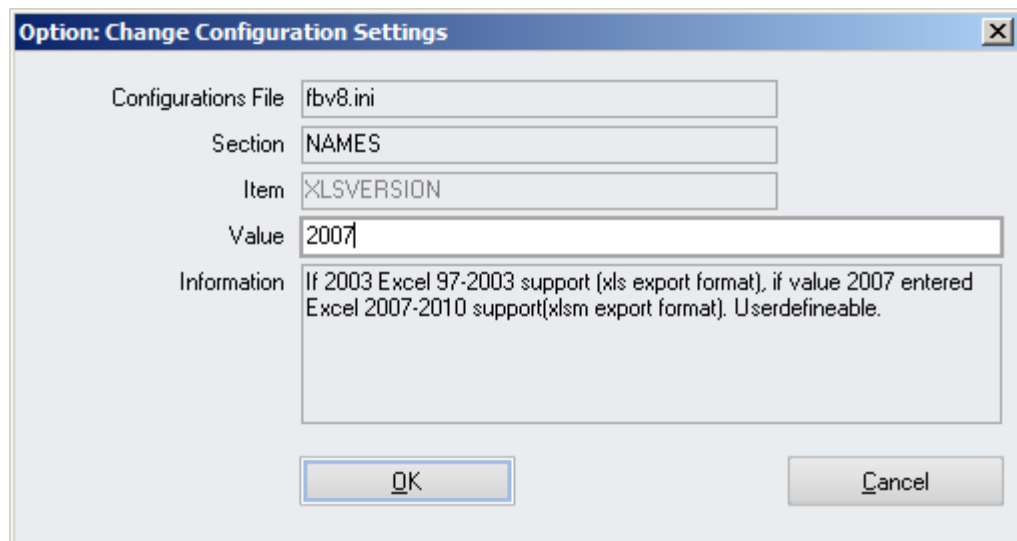 Option: Change Configuration Settings
Configurations File fbv8.ini
Section NAMES
Item XLSVERSION
Value 2007
Information If 2003 Excel 97-2003 support (xls export format), if value 2007 entered
Excel 2007-2010 support(xlsm export format). Userdefineable.
OK Cancel